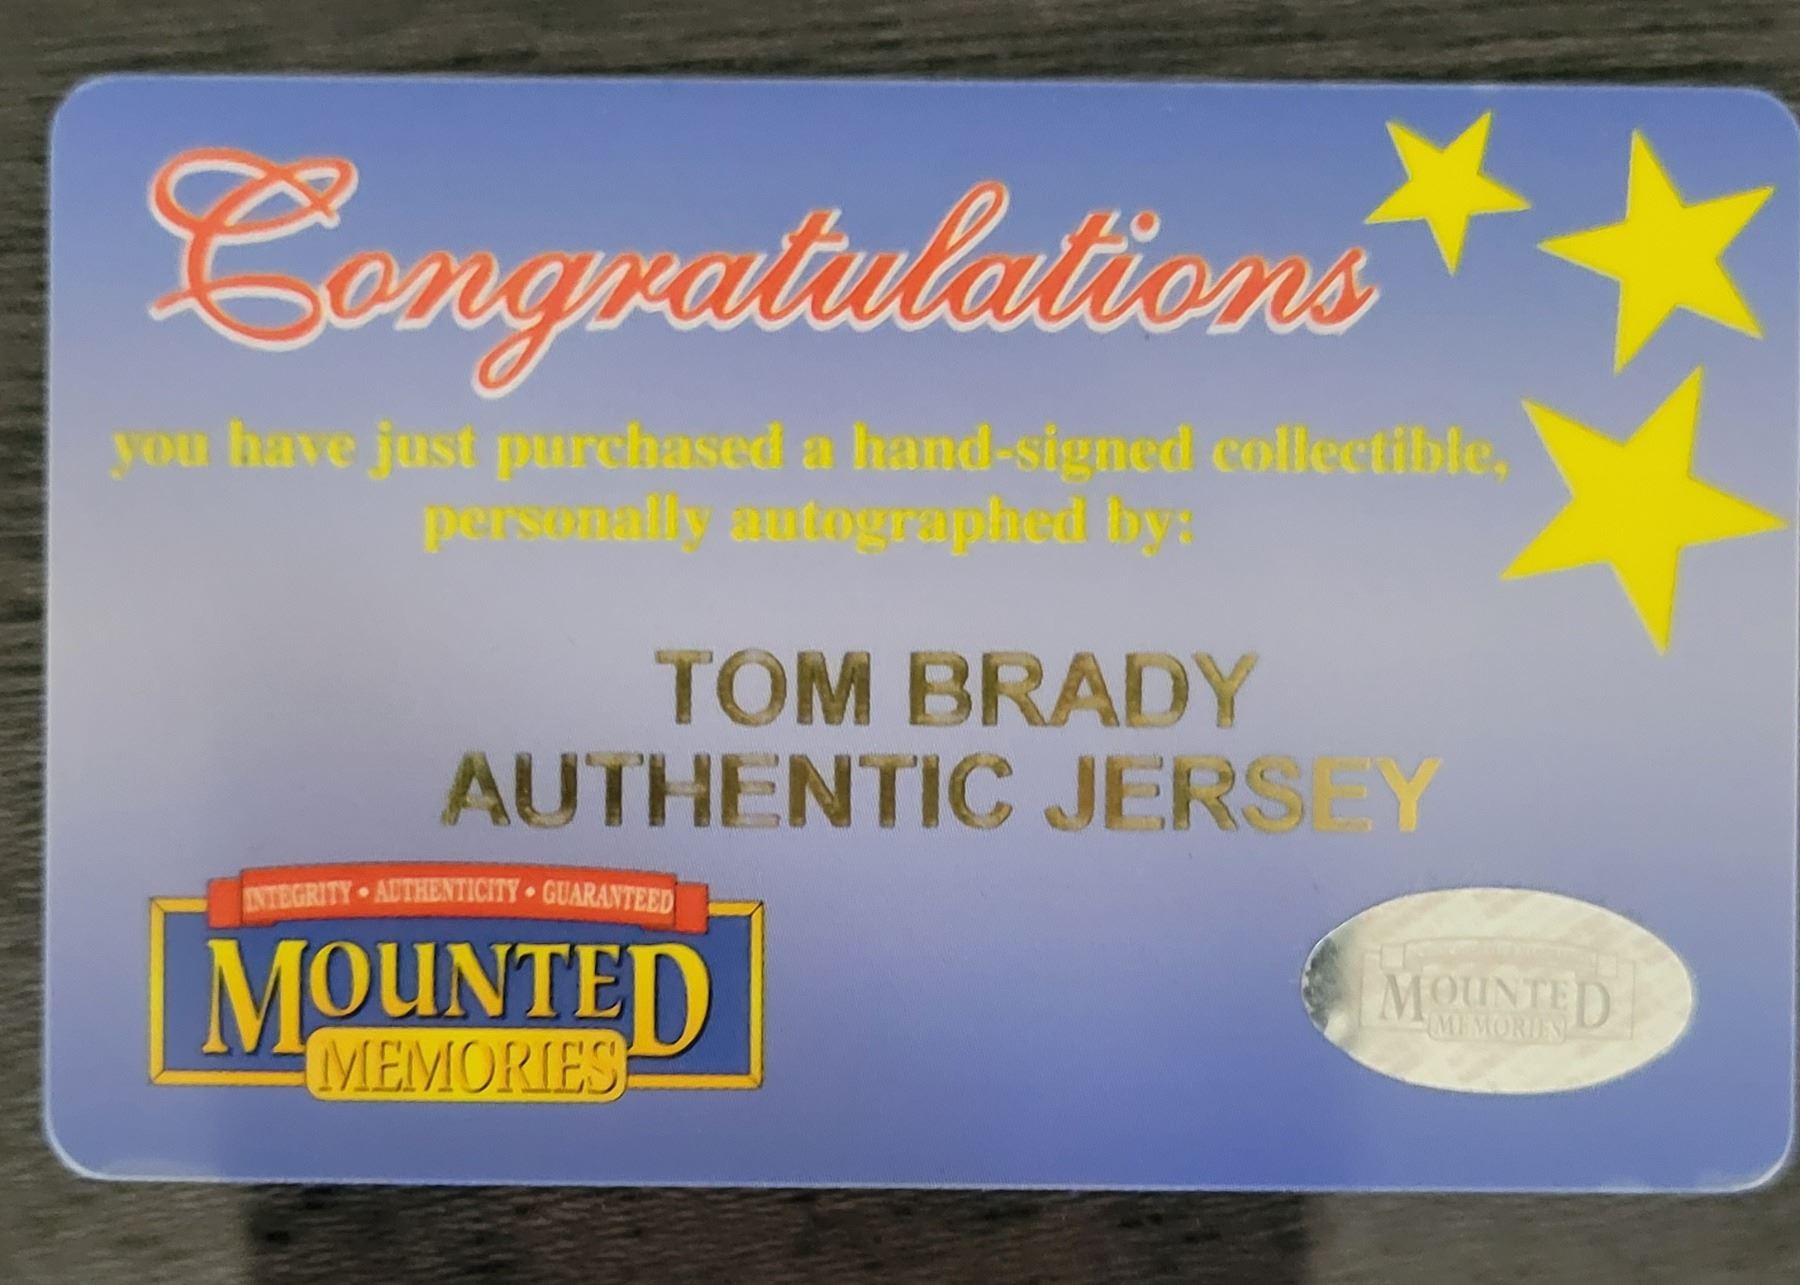 Congratulations
you have just purchased a hand-signed collectible,
personally autographed by:
TOM BRADY
AUTHENTIC JERSEY
INTEGRITY • AUTHENTICITY • GUARANTEED
MOUNTED
MEMORIES
MOUNTED
MEMORIES